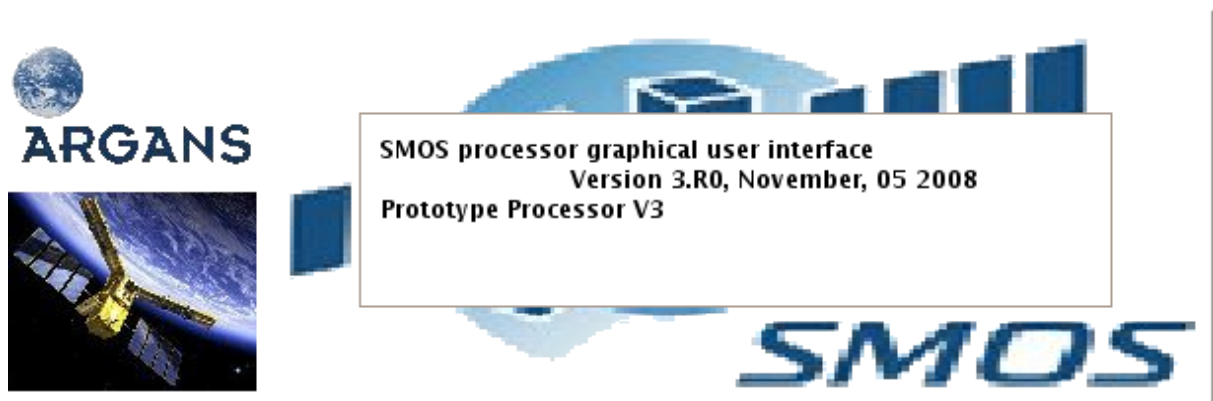 ARGANS
SMOS processor graphical user interface
Version 3.R0, November, 05 2008
Prototype Processor V3
SMOS